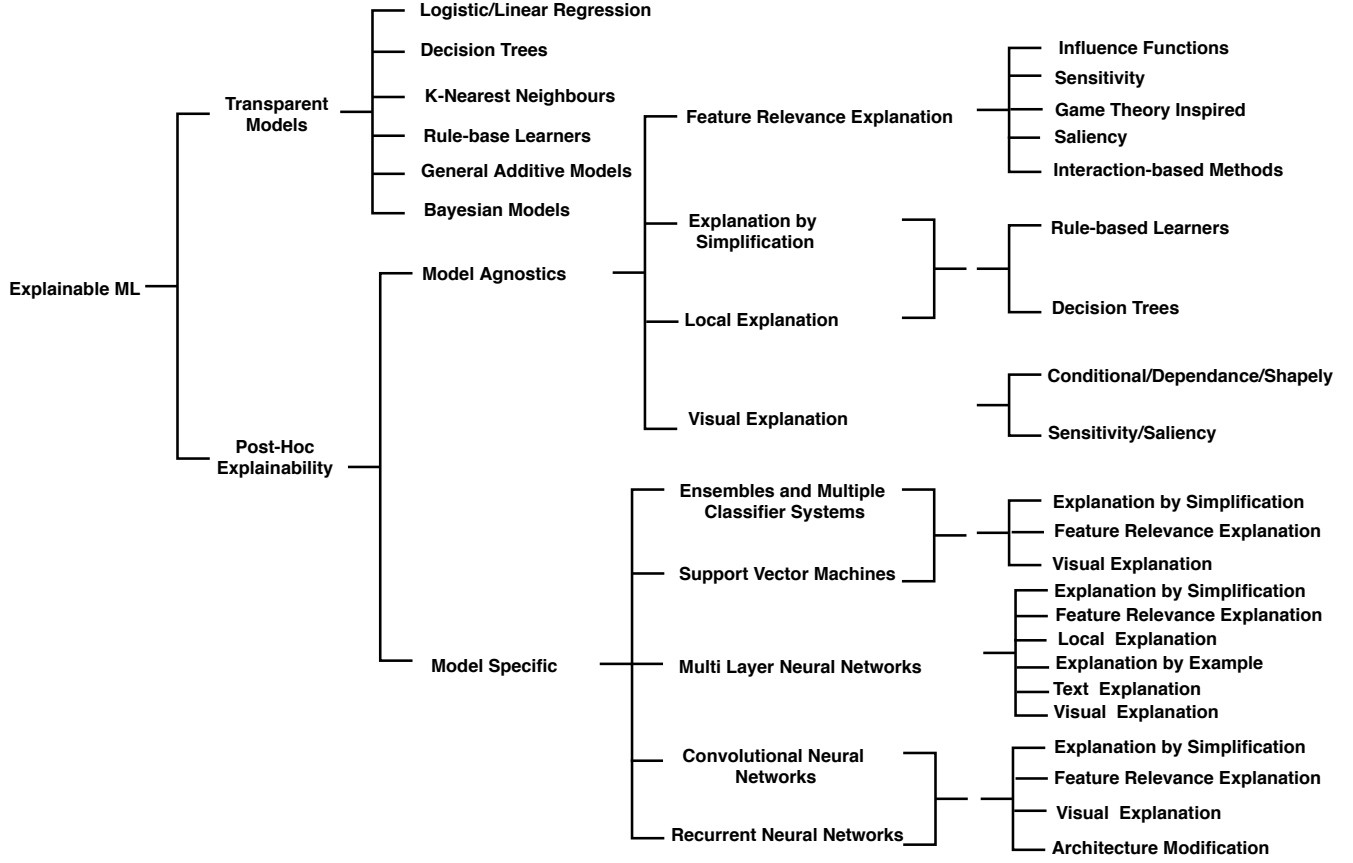 Explainable ML
Transparent
Models
Logistic/Linear Regression
Decision Trees
K-Nearest Neighbours
Rule-base Learners
General Additive Models
Bayesian Models
Post-Hoc
Explainability
Model Agnostics
Feature Relevance Explanation
Influence Functions
Sensitivity
Game Theory Inspired
Saliency
Interaction-based Methods
Explanation by
Simplification
Local Explanation
Rule-based Learners
Decision Trees
Visual Explanation
Conditional/Dependance/Shapely
Sensitivity/Saliency
Model Specific
Ensembles and Multiple
Classifier Systems
Support Vector Machines
Explanation by Simplification
Feature Relevance Explanation
Visual Explanation
Multi Layer Neural Networks
Explanation by Simplification
Feature Relevance Explanation
Local Explanation
Explanation by Example
Text Explanation
Visual Explanation
Convolutional Neural
Networks
Recurrent Neural Networks
Explanation by Simplification
Feature Relevance Explanation
Visual Explanation
Architecture Modification